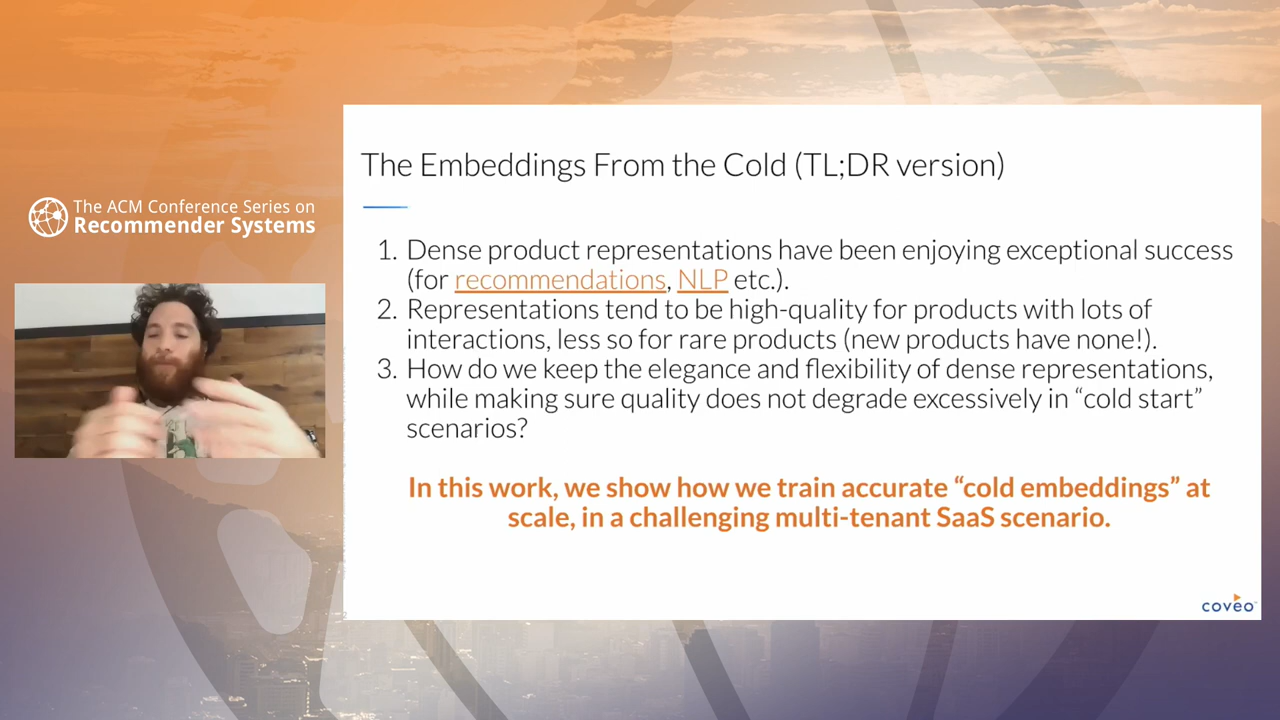 The ACM Conference Series on
Recommender Systems
The Embeddings From the Cold (TL;DR version)
1. Dense product representations have been enjoying exceptional success
(for recommendations, NLP etc.).
2. Representations tend to be high-quality for products with lots of
interactions, less so for rare products (new products have none!).
3. How do we keep the elegance and flexibility of dense representations,
while making sure quality does not degrade excessively in “cold start”
scenarios?
In this work, we show how we train accurate “cold embeddings” at
scale, in a challenging multi-tenant SaaS scenario.
coveo